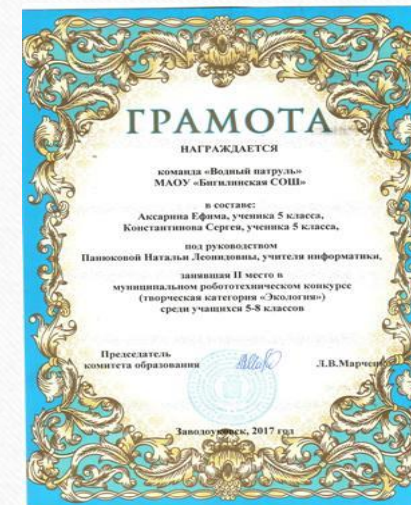 ГРАМОТА
НАГРАЖДАЕТСЯ
команда «Водный патруль»
МАОУ «Бигилинская СОШ»
в составе:
Аксарина Ефима, ученика 5 класса,
Константинова Сергея, ученика 5 класса,
под руководством
Панюковой Натальи Леонидовны, учителя информатики,
занявшая II место в
муниципальном робототехническом конкурсе
(творческая категория «Экология»)
среди учащихся 5-8 классов
Председатель
комитета образования
Л.В.Марченко
Заводоуковск, 2017 год